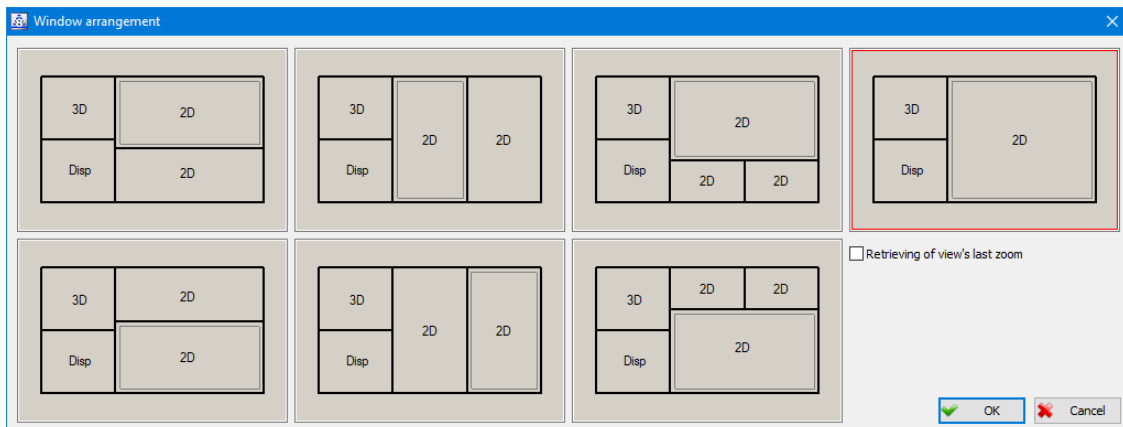 Window arrangement
3D
2D
Disp
2D
3D
2D
2D
Disp
3D
2D
Disp
2D
2D
3D
2D
Disp
Retrieving of view's last zoom
3D
2D
Disp
2D
3D
2D
2D
Disp
2D
2D
3D
2D
Disp
OK
Cancel